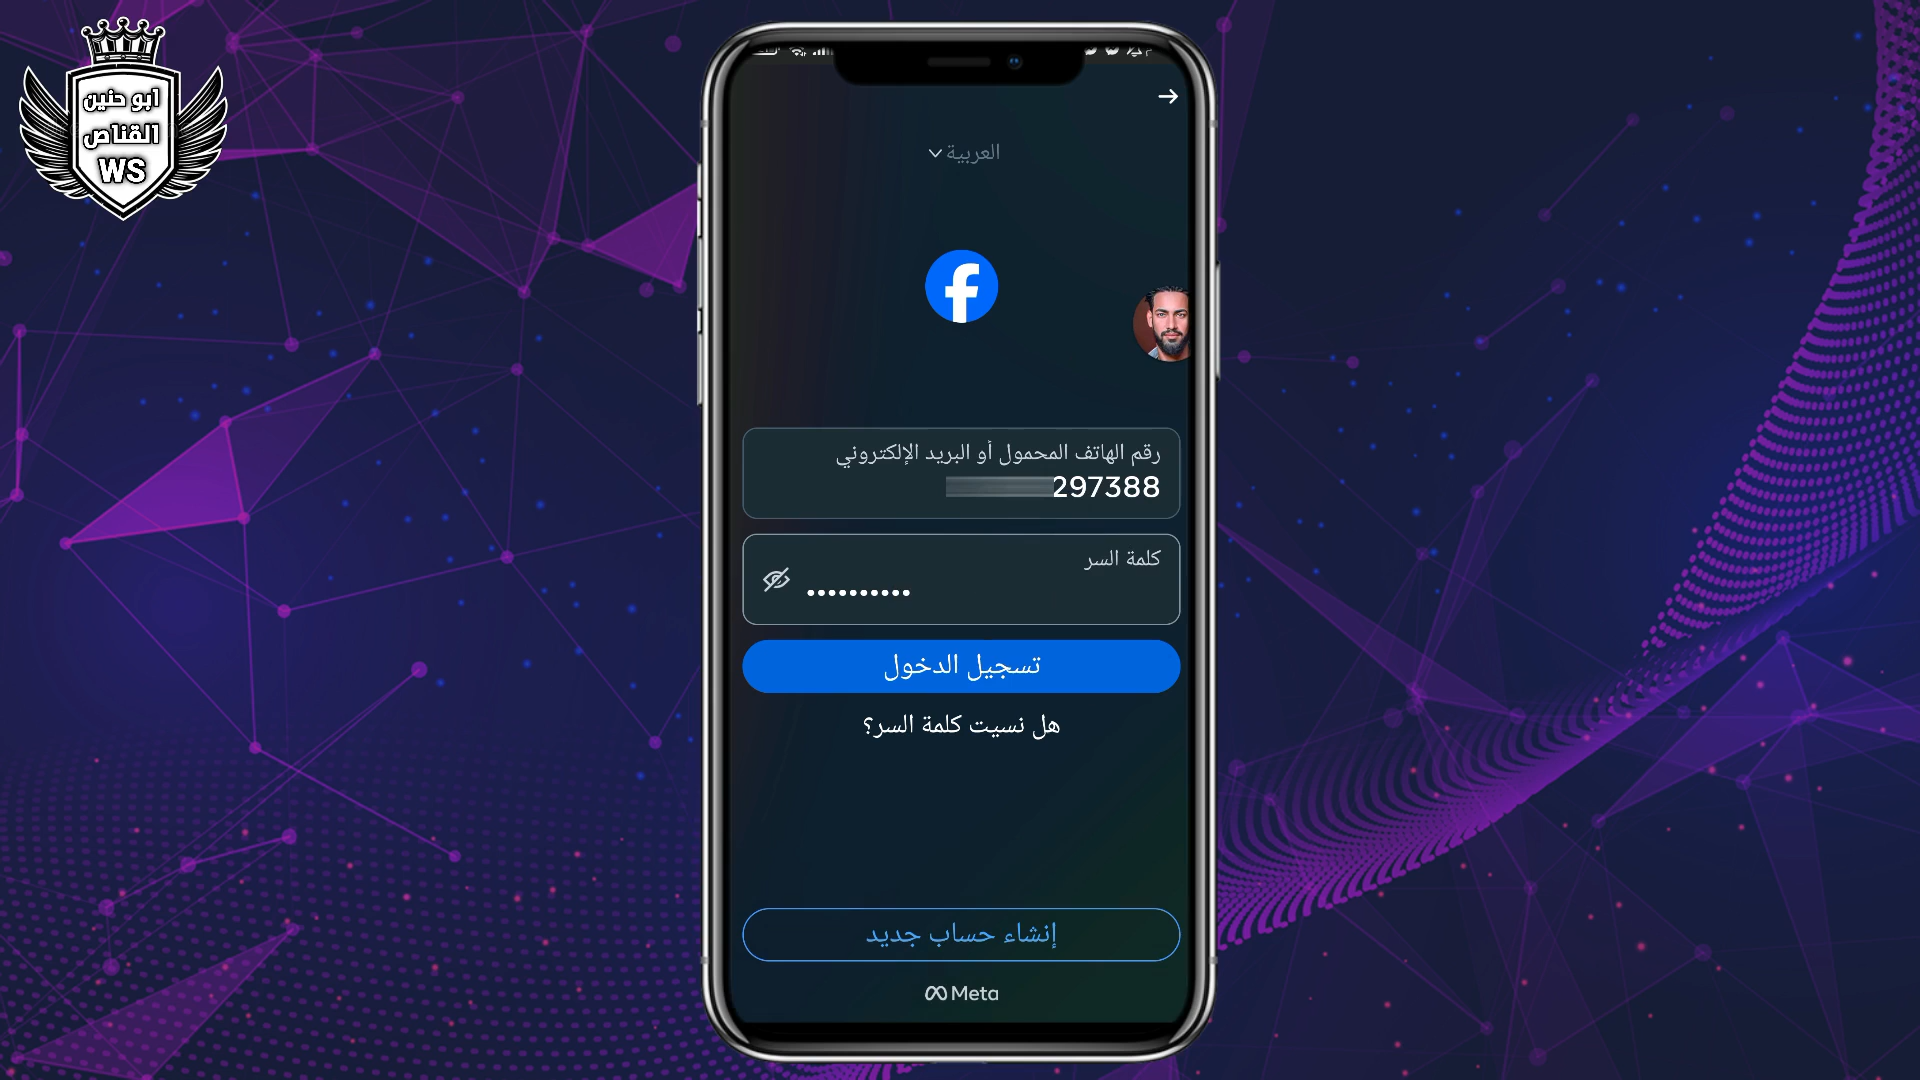 ابو حنين
القناص
WS
العربية
رقم الهاتف المحمول أو البريد الإلكتروني
297388
كلمة السر
••••••••••
تسجيل الدخول
هل نسيت كلمة السر؟
إنشاء حساب جديد
Meta